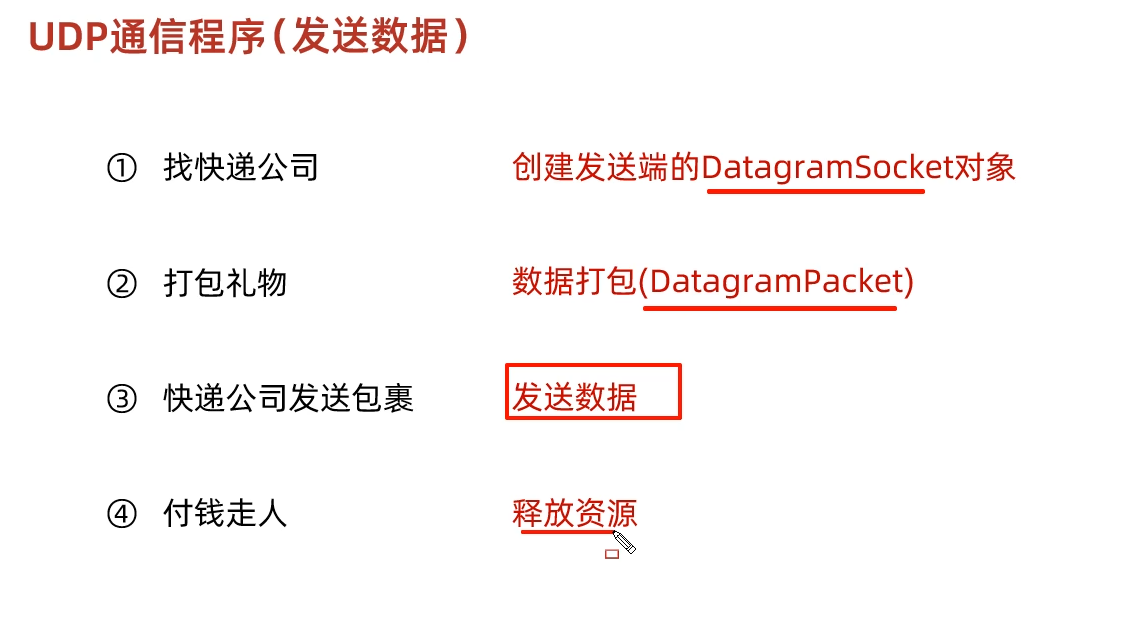 UDP通信程序(发送数据)
① 找快递公司 创建发送端的DatagramSocket对象
② 打包礼物 数据打包(DatagramPacket)
③ 快递公司发送包裹 发送数据
④ 付钱走人 释放资源